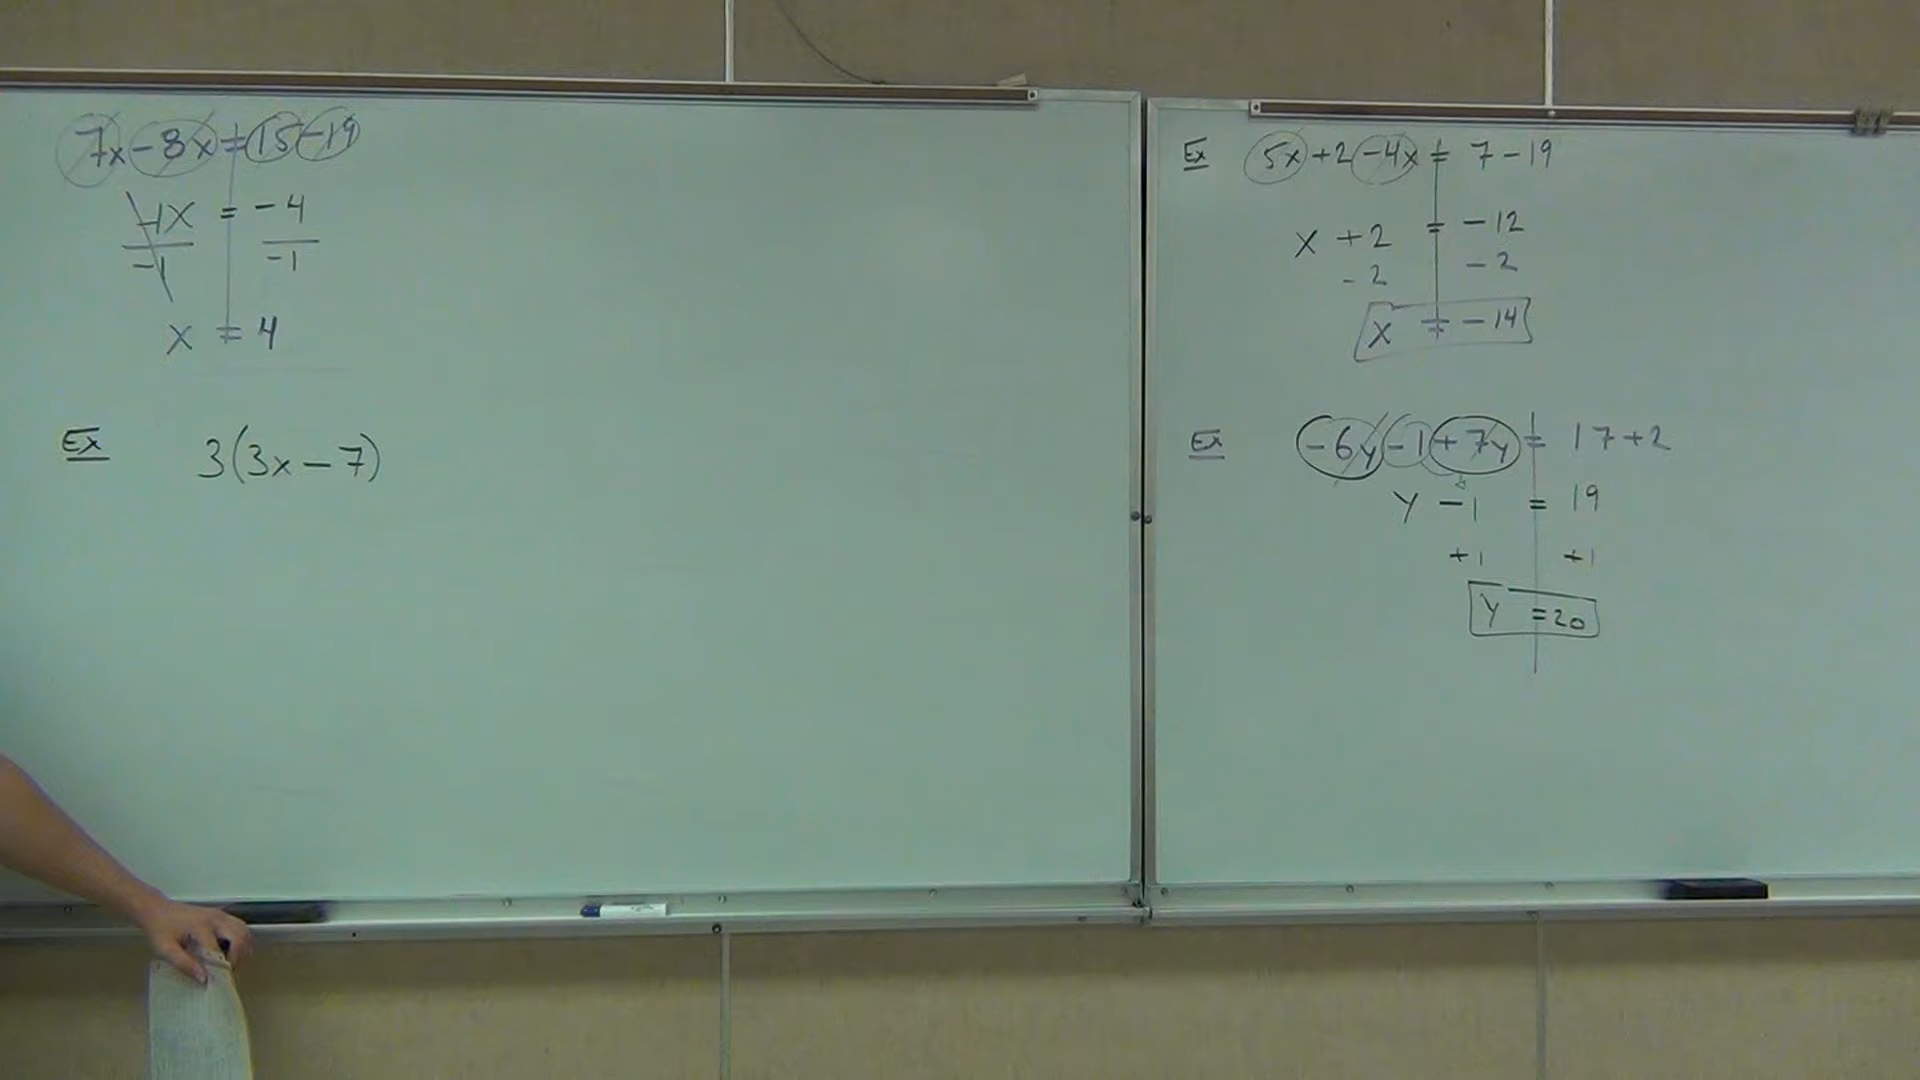 7x - 8x = 15 - 19
-1x = -4
-1 -1
x = 4
Ex 3(3x - 7)
Ex 5x + 2 - 4x = 7 - 19
x + 2 = -12
- 2 - 2
x = -14
Ex -6y - 1 + 7y = 17 + 2
y - 1 = 19
+1 +1
y = 20